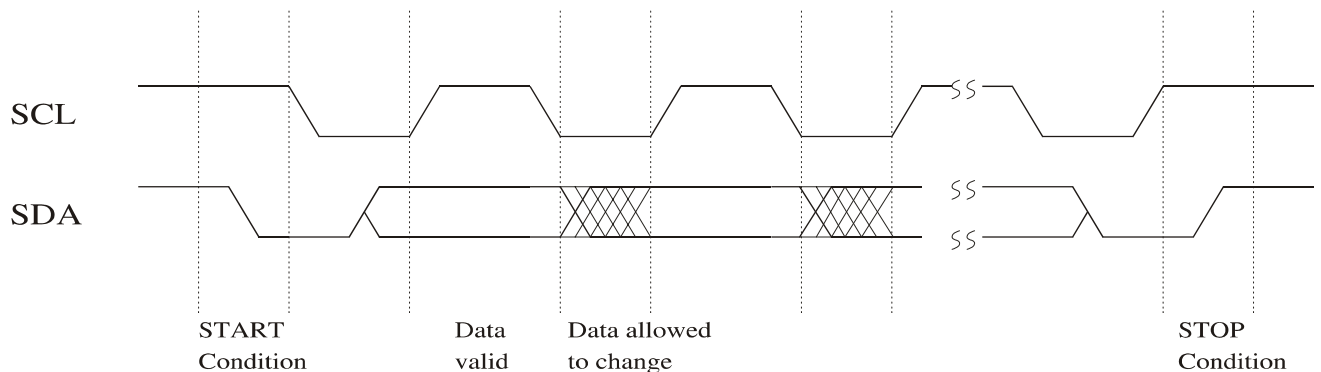 SCL
SDA
START
Condition
Data
valid
Data allowed
to change
STOP
Condition